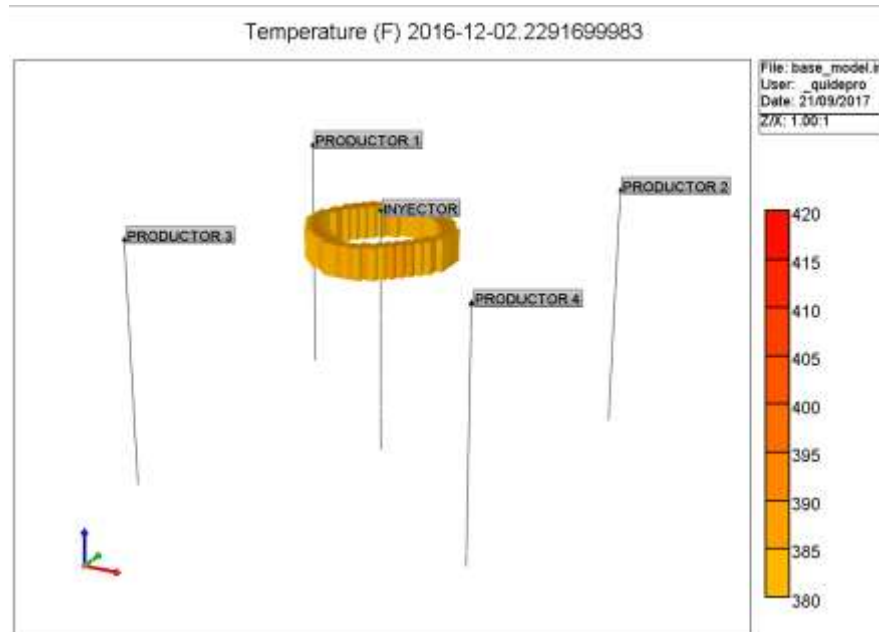 Temperature (F) 2016-12-02.2291699983
File: base_model.ir
User: _quidepro
Date: 21/09/2017
Z/X: 1.00:1
PRODUCTOR 1
PRODUCTOR 2
INYECTOR
PRODUCTOR 3
PRODUCTOR 4
420
415
410
405
400
395
390
385
380